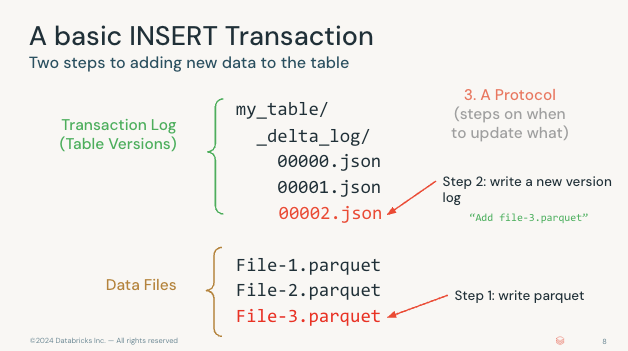 A basic INSERT Transaction
Two steps to adding new data to the table
3. A Protocol
(steps on when
to update what)
Transaction Log
(Table Versions)
my_table/
_delta_log/
00000.json
00001.json
00002.json
Step 2: write a new version
log
“Add file-3.parquet”
Data Files
File-1.parquet
File-2.parquet
File-3.parquet
Step 1: write parquet
©2024 Databricks Inc. — All rights reserved
8